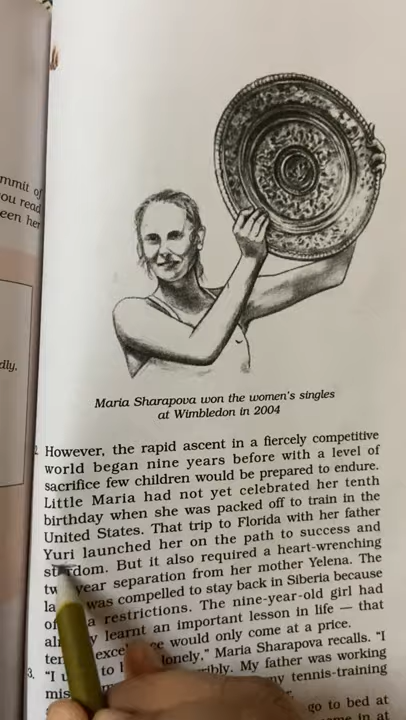 mmit of
ou read
een her
dly,
Maria Sharapova won the women's singles
at Wimbledon in 2004
However, the rapid ascent in a fiercely competitive
world began nine years before with a level of
sacrifice few children would be prepared to endure.
Little Maria had not yet celebrated her tenth
birthday when she was packed off to train in the
United States. That trip to Florida with her father
Yuri launched her on the path to success and
But it also required a heart-wrenching
year separation from her mother Yelena. The
was compelled to stay back in Siberia because
restrictions. The nine-year-old girl had
learnt an important lesson in life — that
would only come at a price.
3. "I lonely," Maria Sharapova recalls. "I
My father was working
my tennis-training
go to bed at